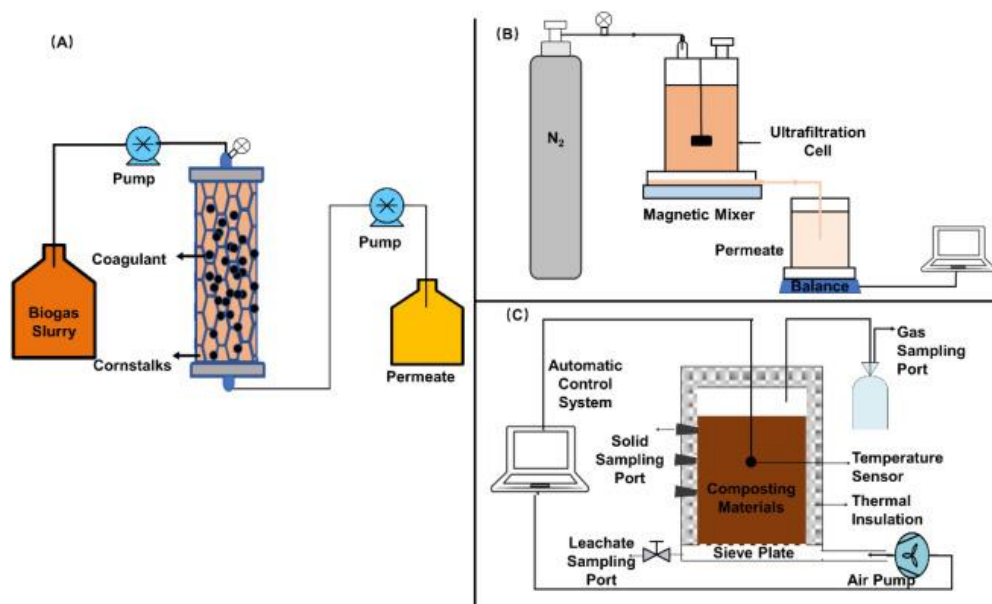 (A)
Pump
Coagulant
Biogas
Slurry
Cornstalks
Pump
Permeate
(B)
N2
Ultrafiltration
Cell
Magnetic Mixer
Permeate
Balance
(C)
Automatic
Control
System
Gas
Sampling
Port
Solid
Sampling
Port
Temperature
Sensor
Composting
Materials
Thermal
Insulation
Leachate
Sampling
Port
Sieve Plate
Air Pump